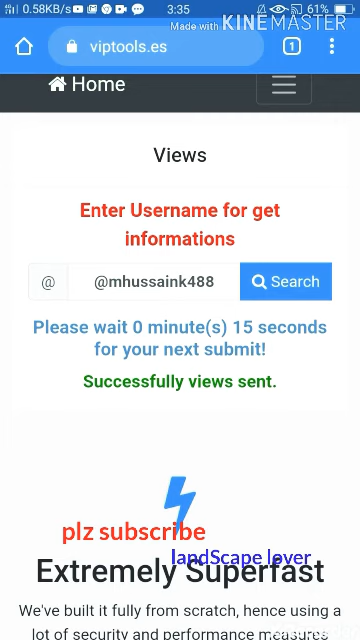 0.58KB/s 3:35 61%
Made with KINEMASTER
viptools.es 1
Home
Views
Enter Username for get
informations
@ @mhussaink488 Search
Please wait 0 minute(s) 15 seconds
for your next submit!
Successfully views sent.
plz subscribe
landScape lover
Extremely Superfast
We've built it fully from scratch, hence using a
lot of security and performance measures